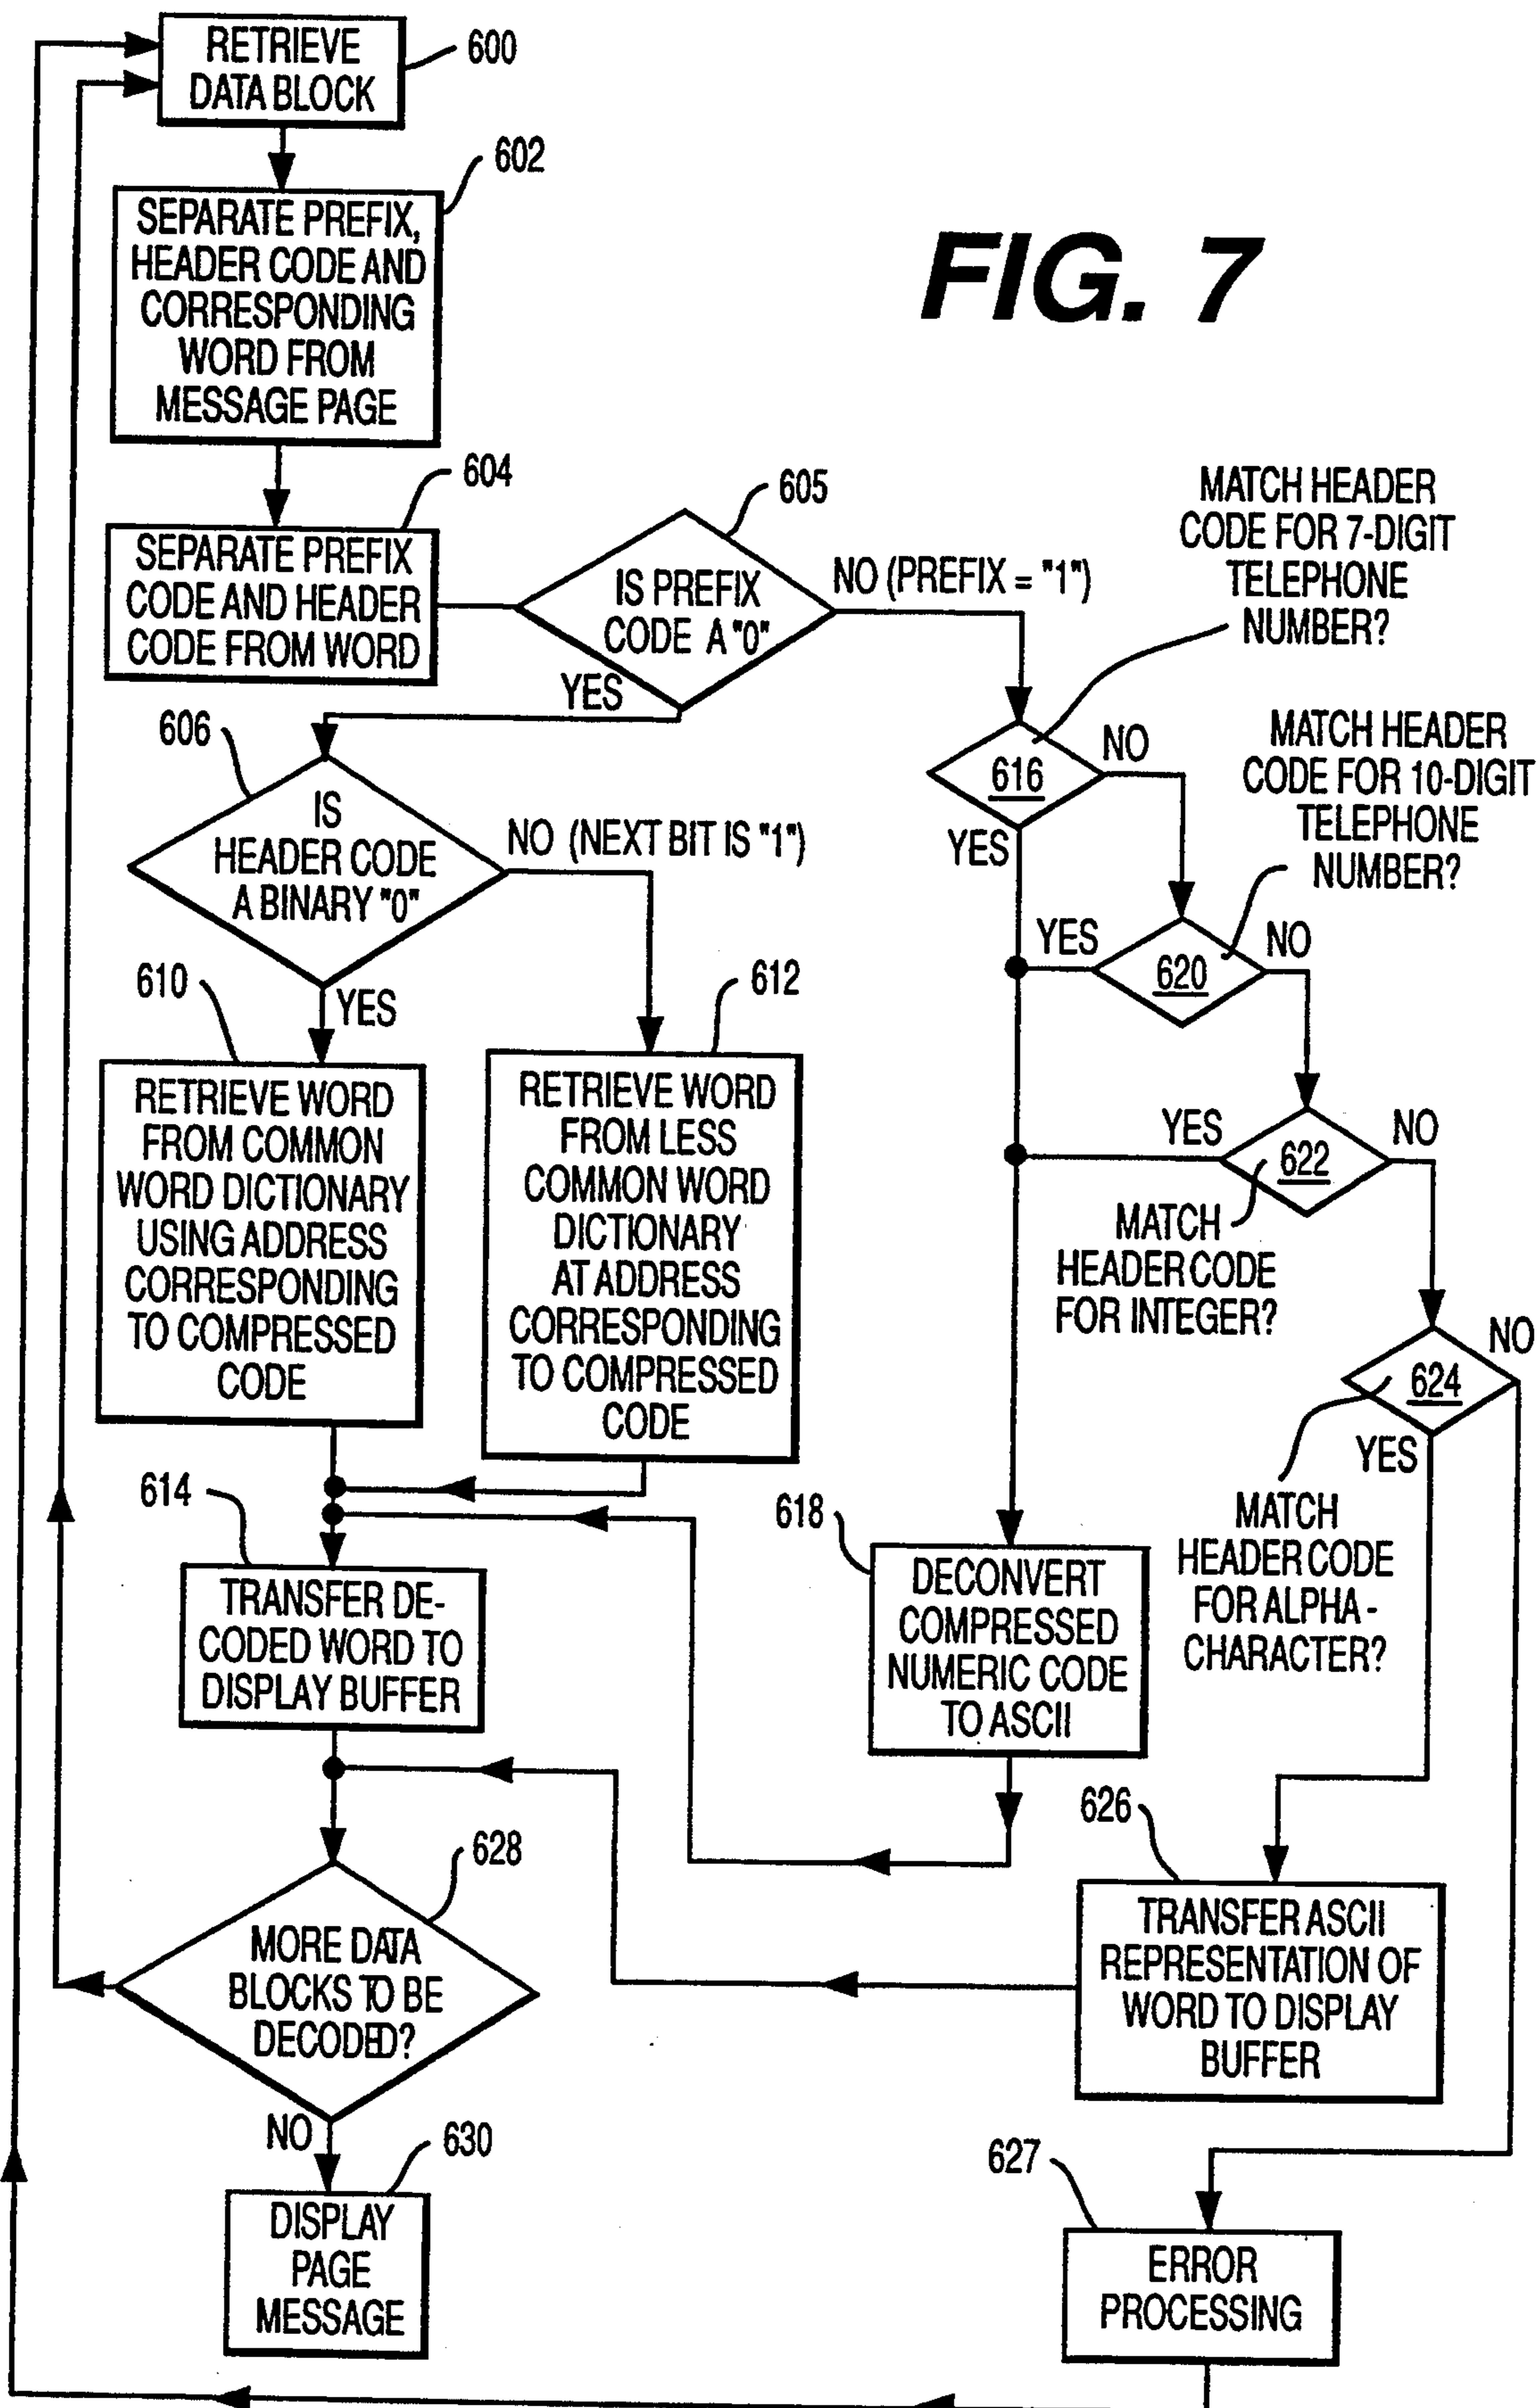 RETRIEVE
DATA BLOCK
600
602
SEPARATE PREFIX,
HEADER CODE AND
CORRESPONDING
WORD FROM
MESSAGE PAGE
FIG. 7
604
SEPARATE PREFIX
CODE AND HEADER
CODE FROM WORD
605
IS PREFIX
CODE A "0"
NO (PREFIX = "1")
YES
MATCH HEADER
CODE FOR 7-DIGIT
TELEPHONE
NUMBER?
606
IS
HEADER CODE
A BINARY "0"
NO (NEXT BIT IS "1")
YES
616
NO
YES
MATCH HEADER
CODE FOR 10-DIGIT
TELEPHONE
NUMBER?
620
YES
NO
610
RETRIEVE WORD
FROM COMMON
WORD DICTIONARY
USING ADDRESS
CORRESPONDING
TO COMPRESSED
CODE
612
RETRIEVE WORD
FROM LESS
COMMON WORD
DICTIONARY
AT ADDRESS
CORRESPONDING
TO COMPRESSED
CODE
YES
622
NO
MATCH
HEADER CODE
FOR INTEGER?
624
NO
YES
MATCH
HEADER CODE
FOR ALPHA-
CHARACTER?
614
TRANSFER DE-
CODED WORD TO
DISPLAY BUFFER
618
DECONVERT
COMPRESSED
NUMERIC CODE
TO ASCII
626
TRANSFER ASCII
REPRESENTATION OF
WORD TO DISPLAY
BUFFER
628
MORE DATA
BLOCKS TO BE
DECODED?
NO
630
DISPLAY
PAGE
MESSAGE
627
ERROR
PROCESSING